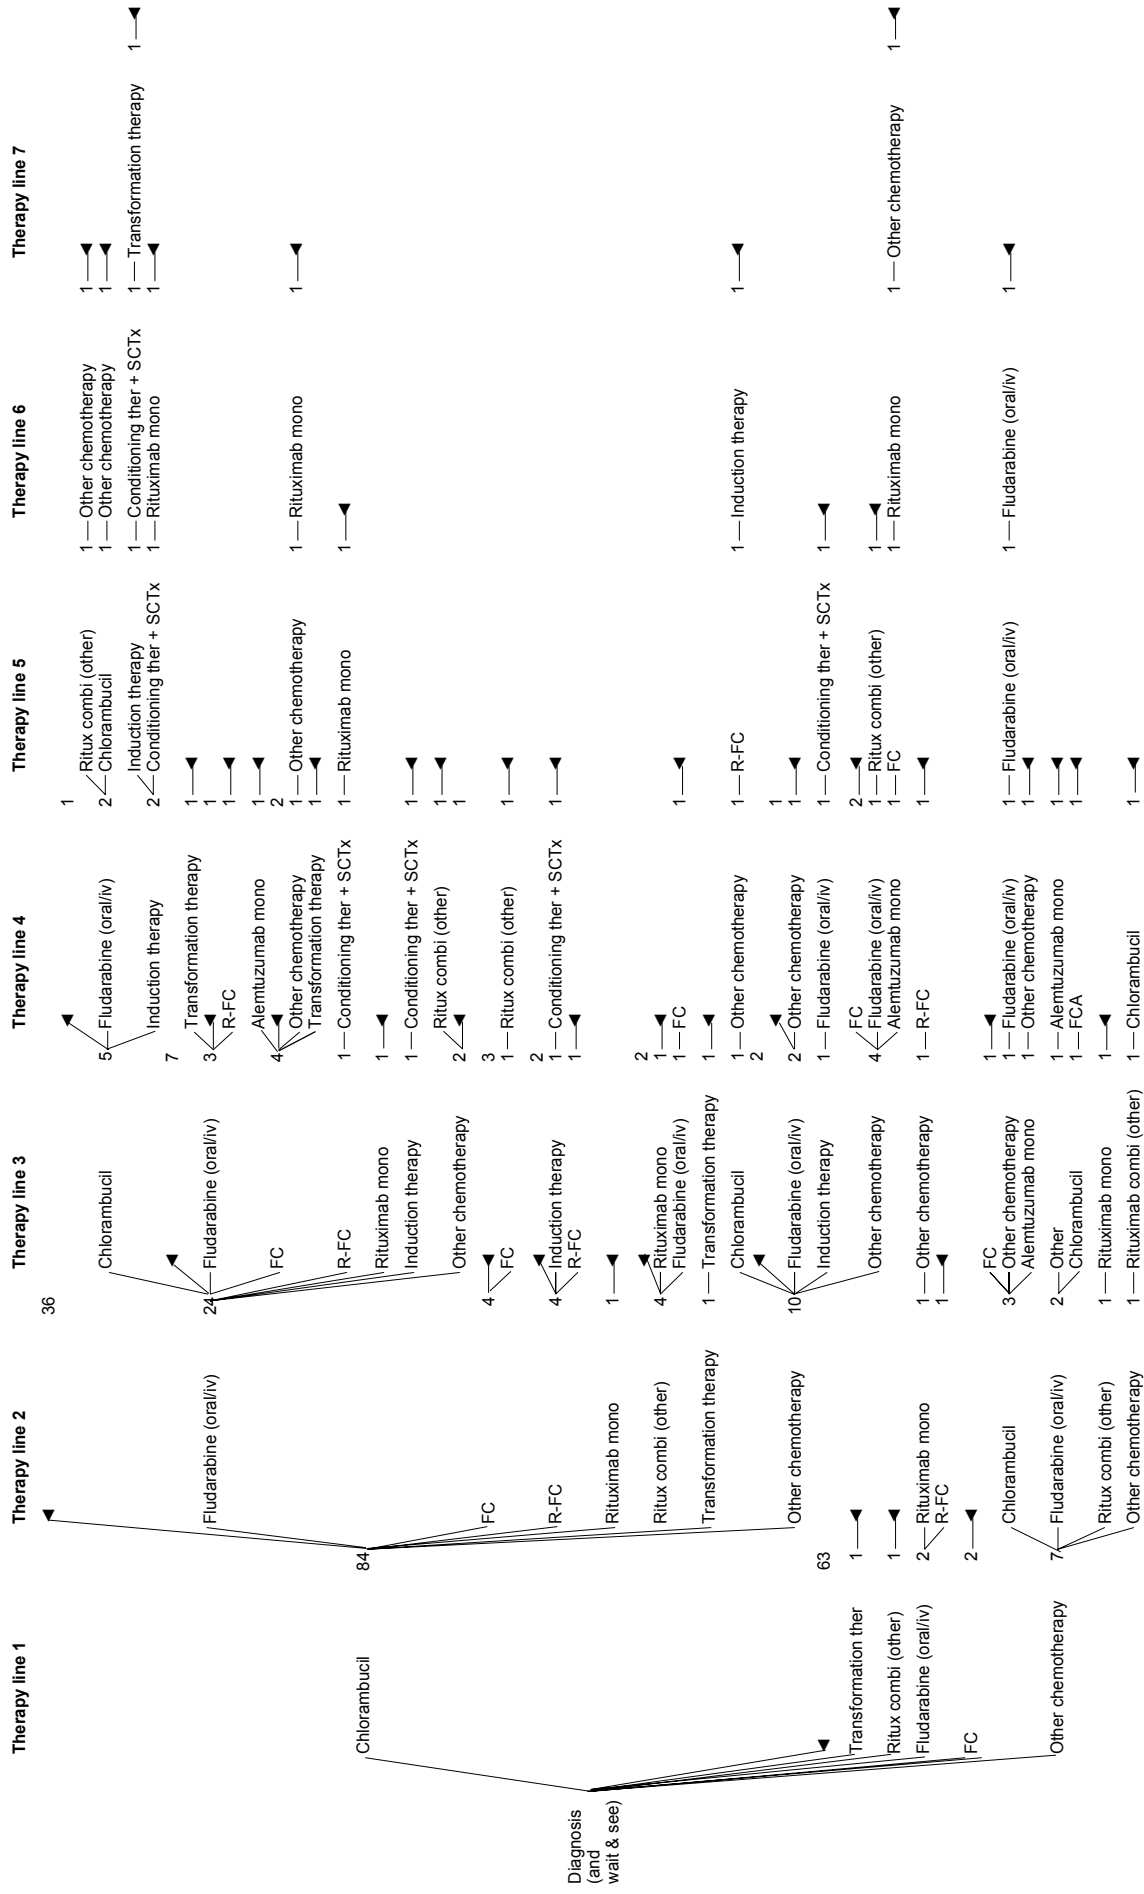 Therapy line 1
Therapy line 2
Therapy line 3
Therapy line 4
Therapy line 5
Therapy line 6
Therapy line 7
Diagnosis
(and
wait & see)
Chlorambucil
Transformation ther
Ritux combi (other)
Fludarabine (oral/iv)
FC
Other chemotherapy
84
63
1
1
2
2
7
Fludarabine (oral/iv)
FC
R-FC
Rituximab mono
Ritux combi (other)
Transformation therapy
Other chemotherapy
Rituximab mono
R-FC
Chlorambucil
Fludarabine (oral/iv)
Ritux combi (other)
Other chemotherapy
36
24
4
4
1
4
1
10
1
1
3
2
1
1
Chlorambucil
Fludarabine (oral/iv)
FC
R-FC
Rituximab mono
Induction therapy
Other chemotherapy
FC
Induction therapy
R-FC
Rituximab mono
Fludarabine (oral/iv)
Transformation therapy
Chlorambucil
Fludarabine (oral/iv)
Induction therapy
Other chemotherapy
Other chemotherapy
FC
Other chemotherapy
Alemtuzumab mono
Other
Chlorambucil
Rituximab mono
Rituximab combi (other)
5
7
3
4
1
1
1
2
3
1
2
1
1
2
1
1
1
1
2
2
1
4
1
1
1
1
1
1
1
1
Fludarabine (oral/iv)
Induction therapy
Transformation therapy
R-FC
Alemtuzumab mono
Other chemotherapy
Transformation therapy
Conditioning ther + SCTx
Conditioning ther + SCTx
Ritux combi (other)
Ritux combi (other)
Conditioning ther + SCTx
FC
Other chemotherapy
Other chemotherapy
Fludarabine (oral/iv)
FC
Fludarabine (oral/iv)
Alemtuzumab mono
R-FC
Fludarabine (oral/iv)
Other chemotherapy
Alemtuzumab mono
FCA
Chlorambucil
1
2
2
1
1
1
1
2
1
1
1
1
1
1
1
1
1
1
1
1
1
2
1
1
1
1
1
1
1
1
Ritux combi (other)
Chlorambucil
Induction therapy
Conditioning ther + SCTx
Other chemotherapy
Rituximab mono
R-FC
Conditioning ther + SCTx
Ritux combi (other)
FC
Fludarabine (oral/iv)
1 Other chemotherapy
1 Other chemotherapy
1 Conditioning ther + SCTx
1 Rituximab mono
1 Rituximab mono
1
1 Induction therapy
1
1
1 Rituximab mono
1 Fludarabine (oral/iv)
1
1
1 Transformation therapy
1
1
1
1 Other chemotherapy
1
1
1